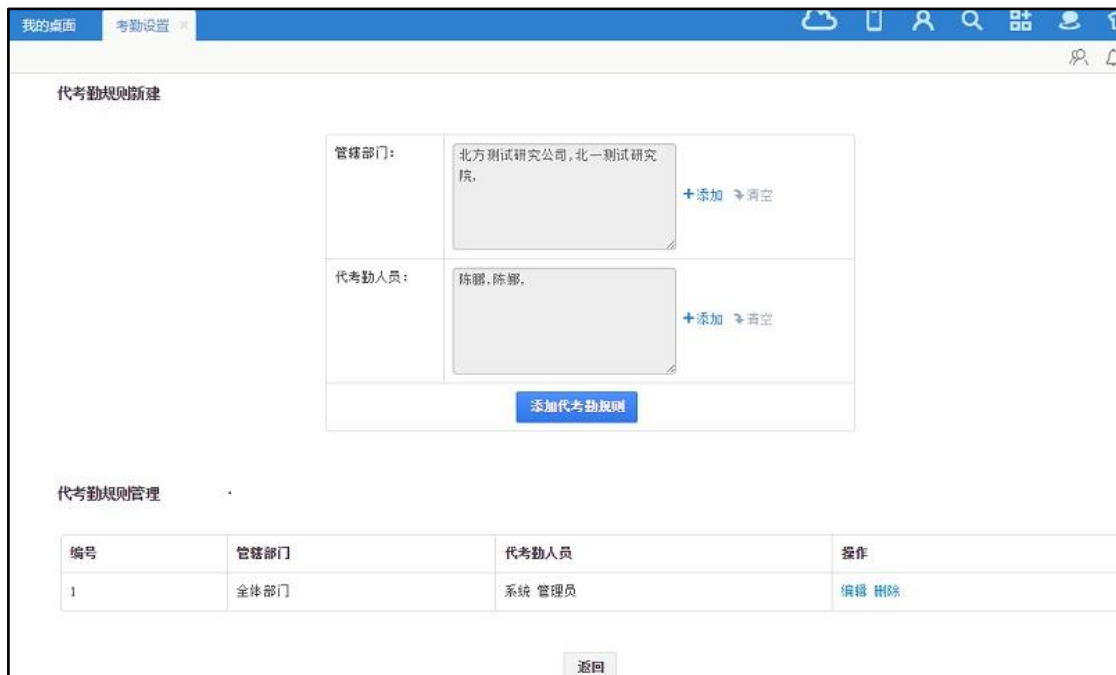 我的桌面 考勤设置 ×
代考勤规则新建
管辖部门:
北方测试研究公司,北一测试研究
院,
+添加 清空
代考勤人员:
陈鹏,陈娜,
+添加 清空
添加代考勤规则
代考勤规则管理
编号 管辖部门 代考勤人员 操作
1 全体部门 系统 管理员 编辑 删除
返回